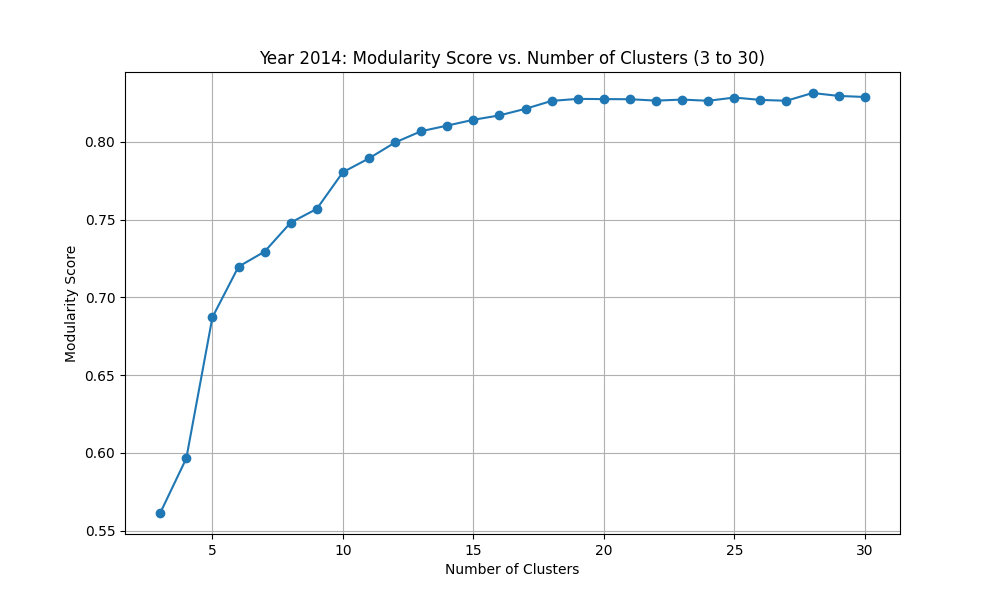 Year 2014: Modularity Score vs. Number of Clusters (3 to 30)
Modularity Score
0.80
0.75
0.70
0.65
0.60
0.55
5 10 15 20 25 30
Number of Clusters